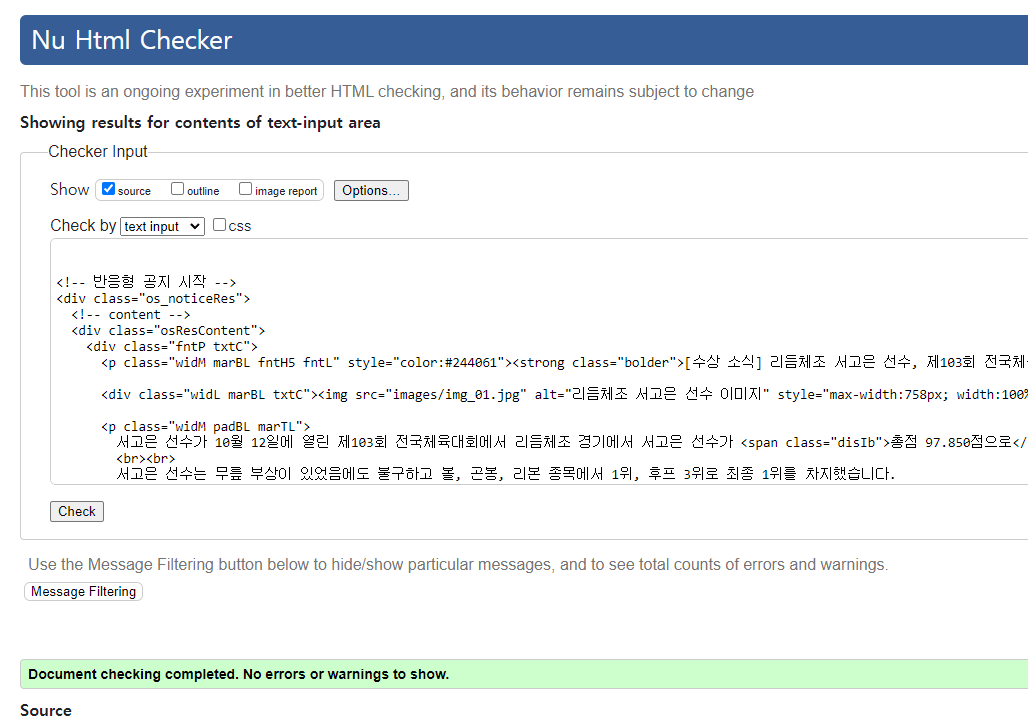 Nu Html Checker
This tool is an ongoing experiment in better HTML checking, and its behavior remains subject to change
Showing results for contents of text-input area
Checker Input
Show source outline image report Options...
Check by text input css
<!-- 반응형 공지 시작 -->
<div class="os_noticeRes">
<!-- content -->
<div class="osResContent">
<div class="fntP txtC">
<p class="widM marBL fntH5 fntL" style="color:#244061"><strong class="bolder">[수상 소식] 리듬체조 서고은 선수, 제103회 전국체
<div class="widL marBL txtC"><img src="images/img_01.jpg" alt="리듬체조 서고은 선수 이미지" style="max-width:758px; width:100%
<p class="widM padBL marTL">
서고은 선수가 10월 12일에 열린 제103회 전국체육대회에서 리듬체조 경기에서 서고은 선수가 <span class="disIb">총점 97.850점으로</
<br><br>
서고은 선수는 무릎 부상이 있었음에도 불구하고 볼, 곤봉, 리본 종목에서 1위, 후프 3위로 최종 1위를 차지했습니다.
Check
Use the Message Filtering button below to hide/show particular messages, and to see total counts of errors and warnings.
Message Filtering
Document checking completed. No errors or warnings to show.
Source